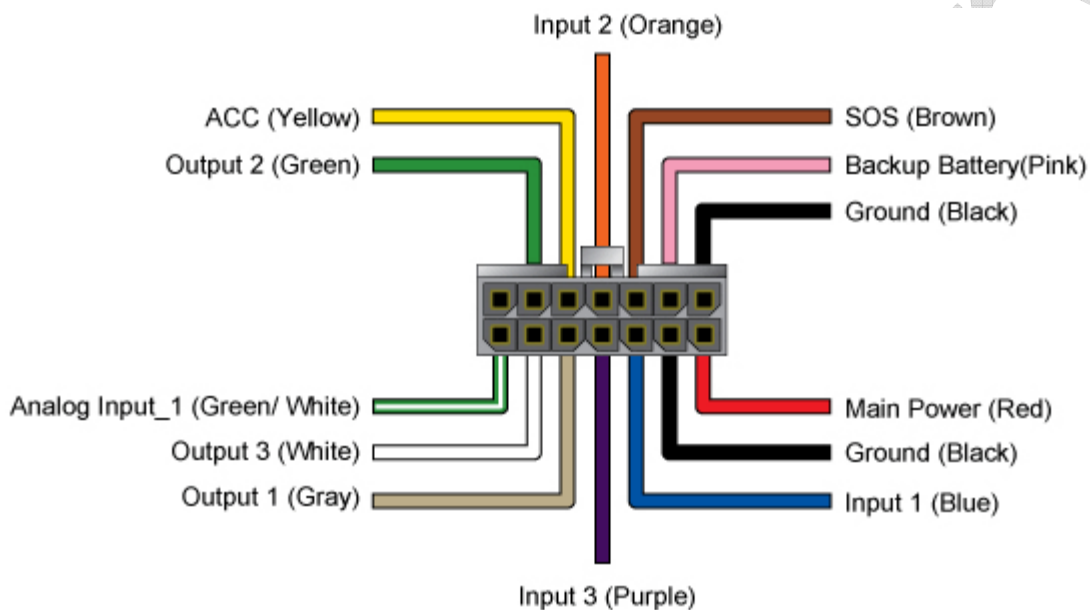 Input 2 (Orange)
ACC (Yellow)
SOS (Brown)
Output 2 (Green)
Backup Battery(Pink)
Ground (Black)
Analog Input_1 (Green/ White)
Main Power (Red)
Output 3 (White)
Ground (Black)
Output 1 (Gray)
Input 1 (Blue)
Input 3 (Purple)